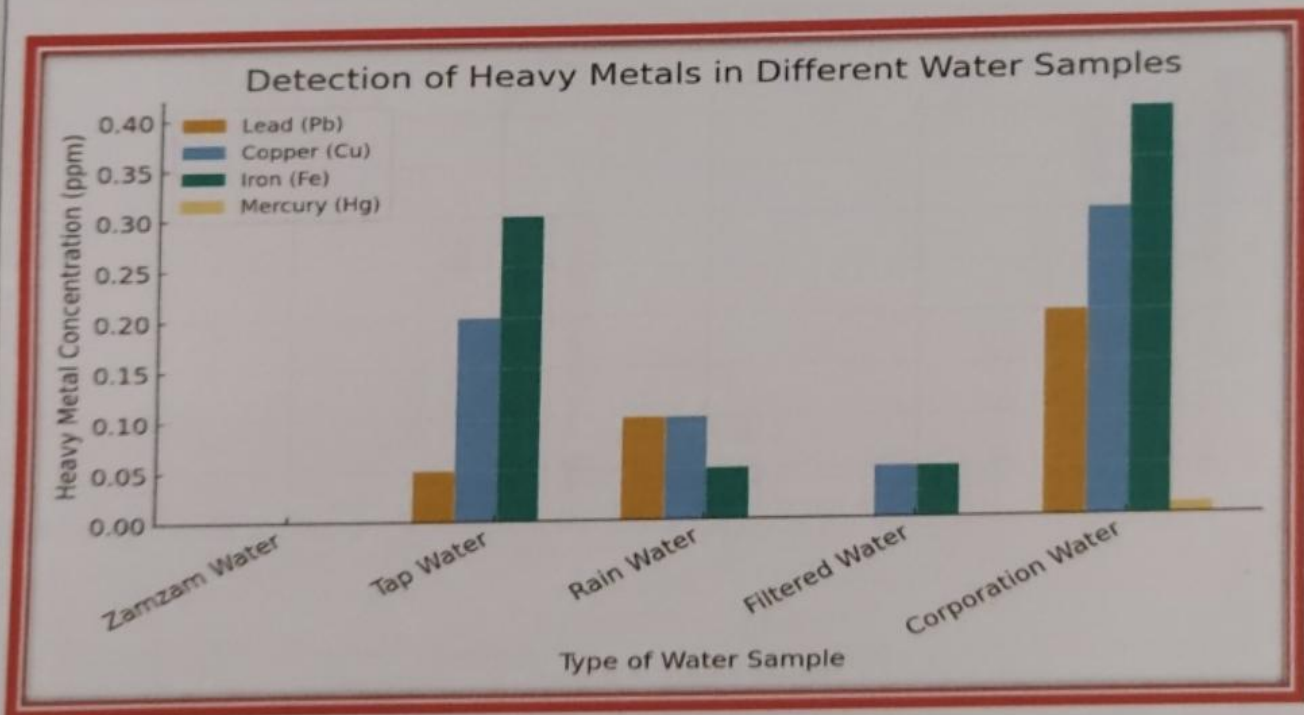 Detection of Heavy Metals in Different Water Samples
Heavy Metal Concentration (ppm)
0.40
0.35
0.30
0.25
0.20
0.15
0.10
0.05
0.00
Lead (Pb)
Copper (Cu)
Iron (Fe)
Mercury (Hg)
Zamzam Water
Tap Water
Rain Water
Filtered Water
Corporation Water
Type of Water Sample